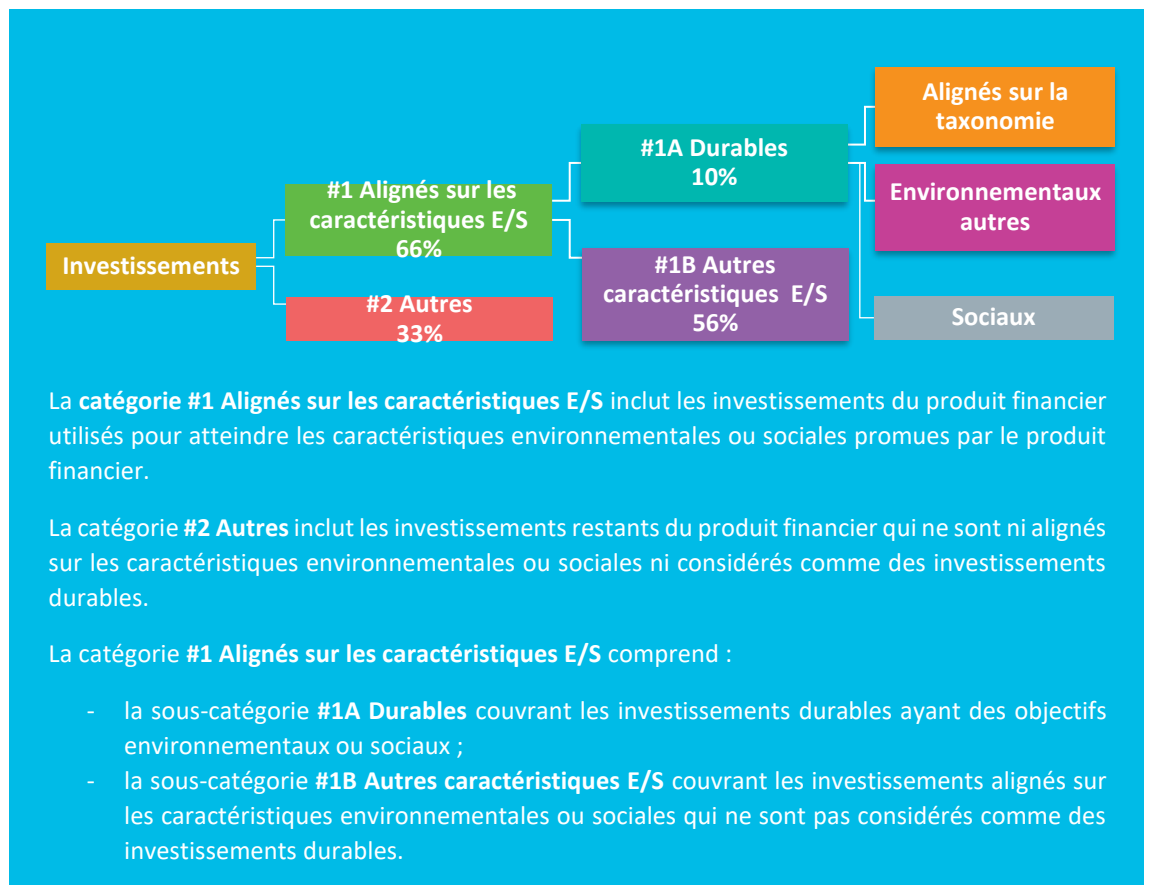 Alignés sur la
taxonomie
#1A Durables
10%
#1 Alignés sur les
caractéristiques E/S
66%
Environnementaux
autres
Investissements
#1B Autres
caractéristiques E/S
56%
#2 Autres
33%
Sociaux
La catégorie #1 Alignés sur les caractéristiques E/S inclut les investissements du produit financier
utilisés pour atteindre les caractéristiques environnementales ou sociales promues par le produit
financier.
La catégorie #2 Autres inclut les investissements restants du produit financier qui ne sont ni alignés
sur les caractéristiques environnementales ou sociales ni considérés comme des investissements
durables.
La catégorie #1 Alignés sur les caractéristiques E/S comprend :
- la sous-catégorie #1A Durables couvrant les investissements durables ayant des objectifs
environnementaux ou sociaux ;
- la sous-catégorie #1B Autres caractéristiques E/S couvrant les investissements alignés sur
les caractéristiques environnementales ou sociales qui ne sont pas considérés comme des
investissements durables.